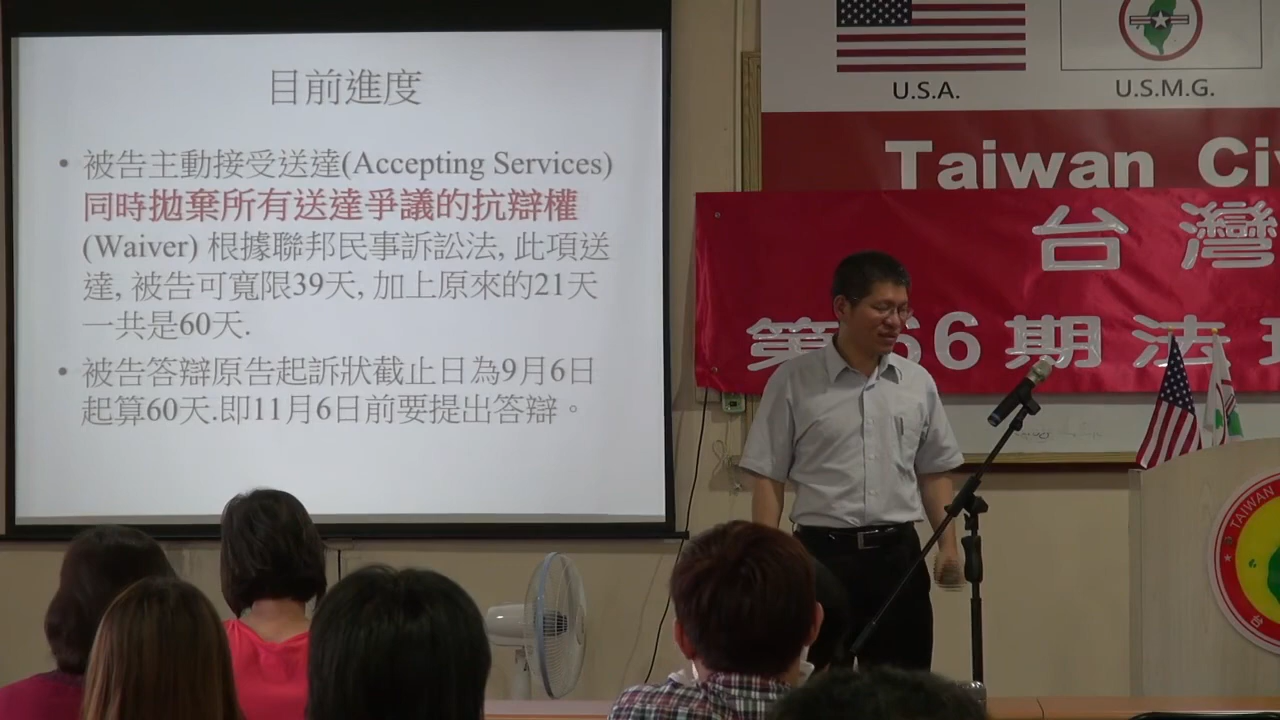 目前進度
• 被告主動接受送達(Accepting Services)
同時拋棄所有送達爭議的抗辯權
(Waiver) 根據聯邦民事訴訟法, 此項送
達, 被告可寬限39天, 加上原來的21天
一共是60天.
• 被告答辯原告起訴狀截止日為9月6日
起算60天.即11月6日前要提出答辯。
U.S.A.
U.S.M.G.
Taiwan Civ
台灣
第66期法理
TAIWAN
台